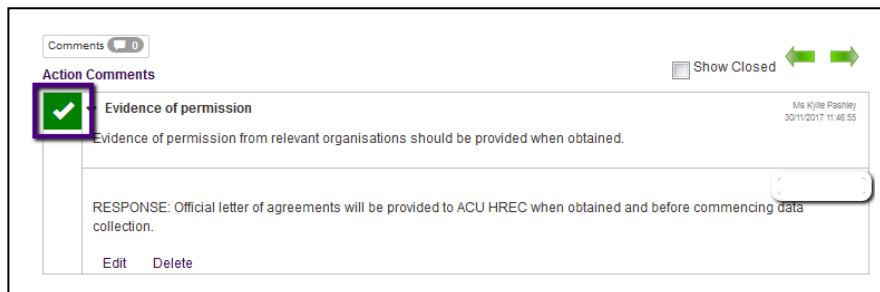 Comments 0
Show Closed
Action Comments
Evidence of permission
Ms Kylie Pashley
30/11/2017 11:46:55
Evidence of permission from relevant organisations should be provided when obtained.
RESPONSE: Official letter of agreements will be provided to ACU HREC when obtained and before commencing data
collection.
Edit Delete